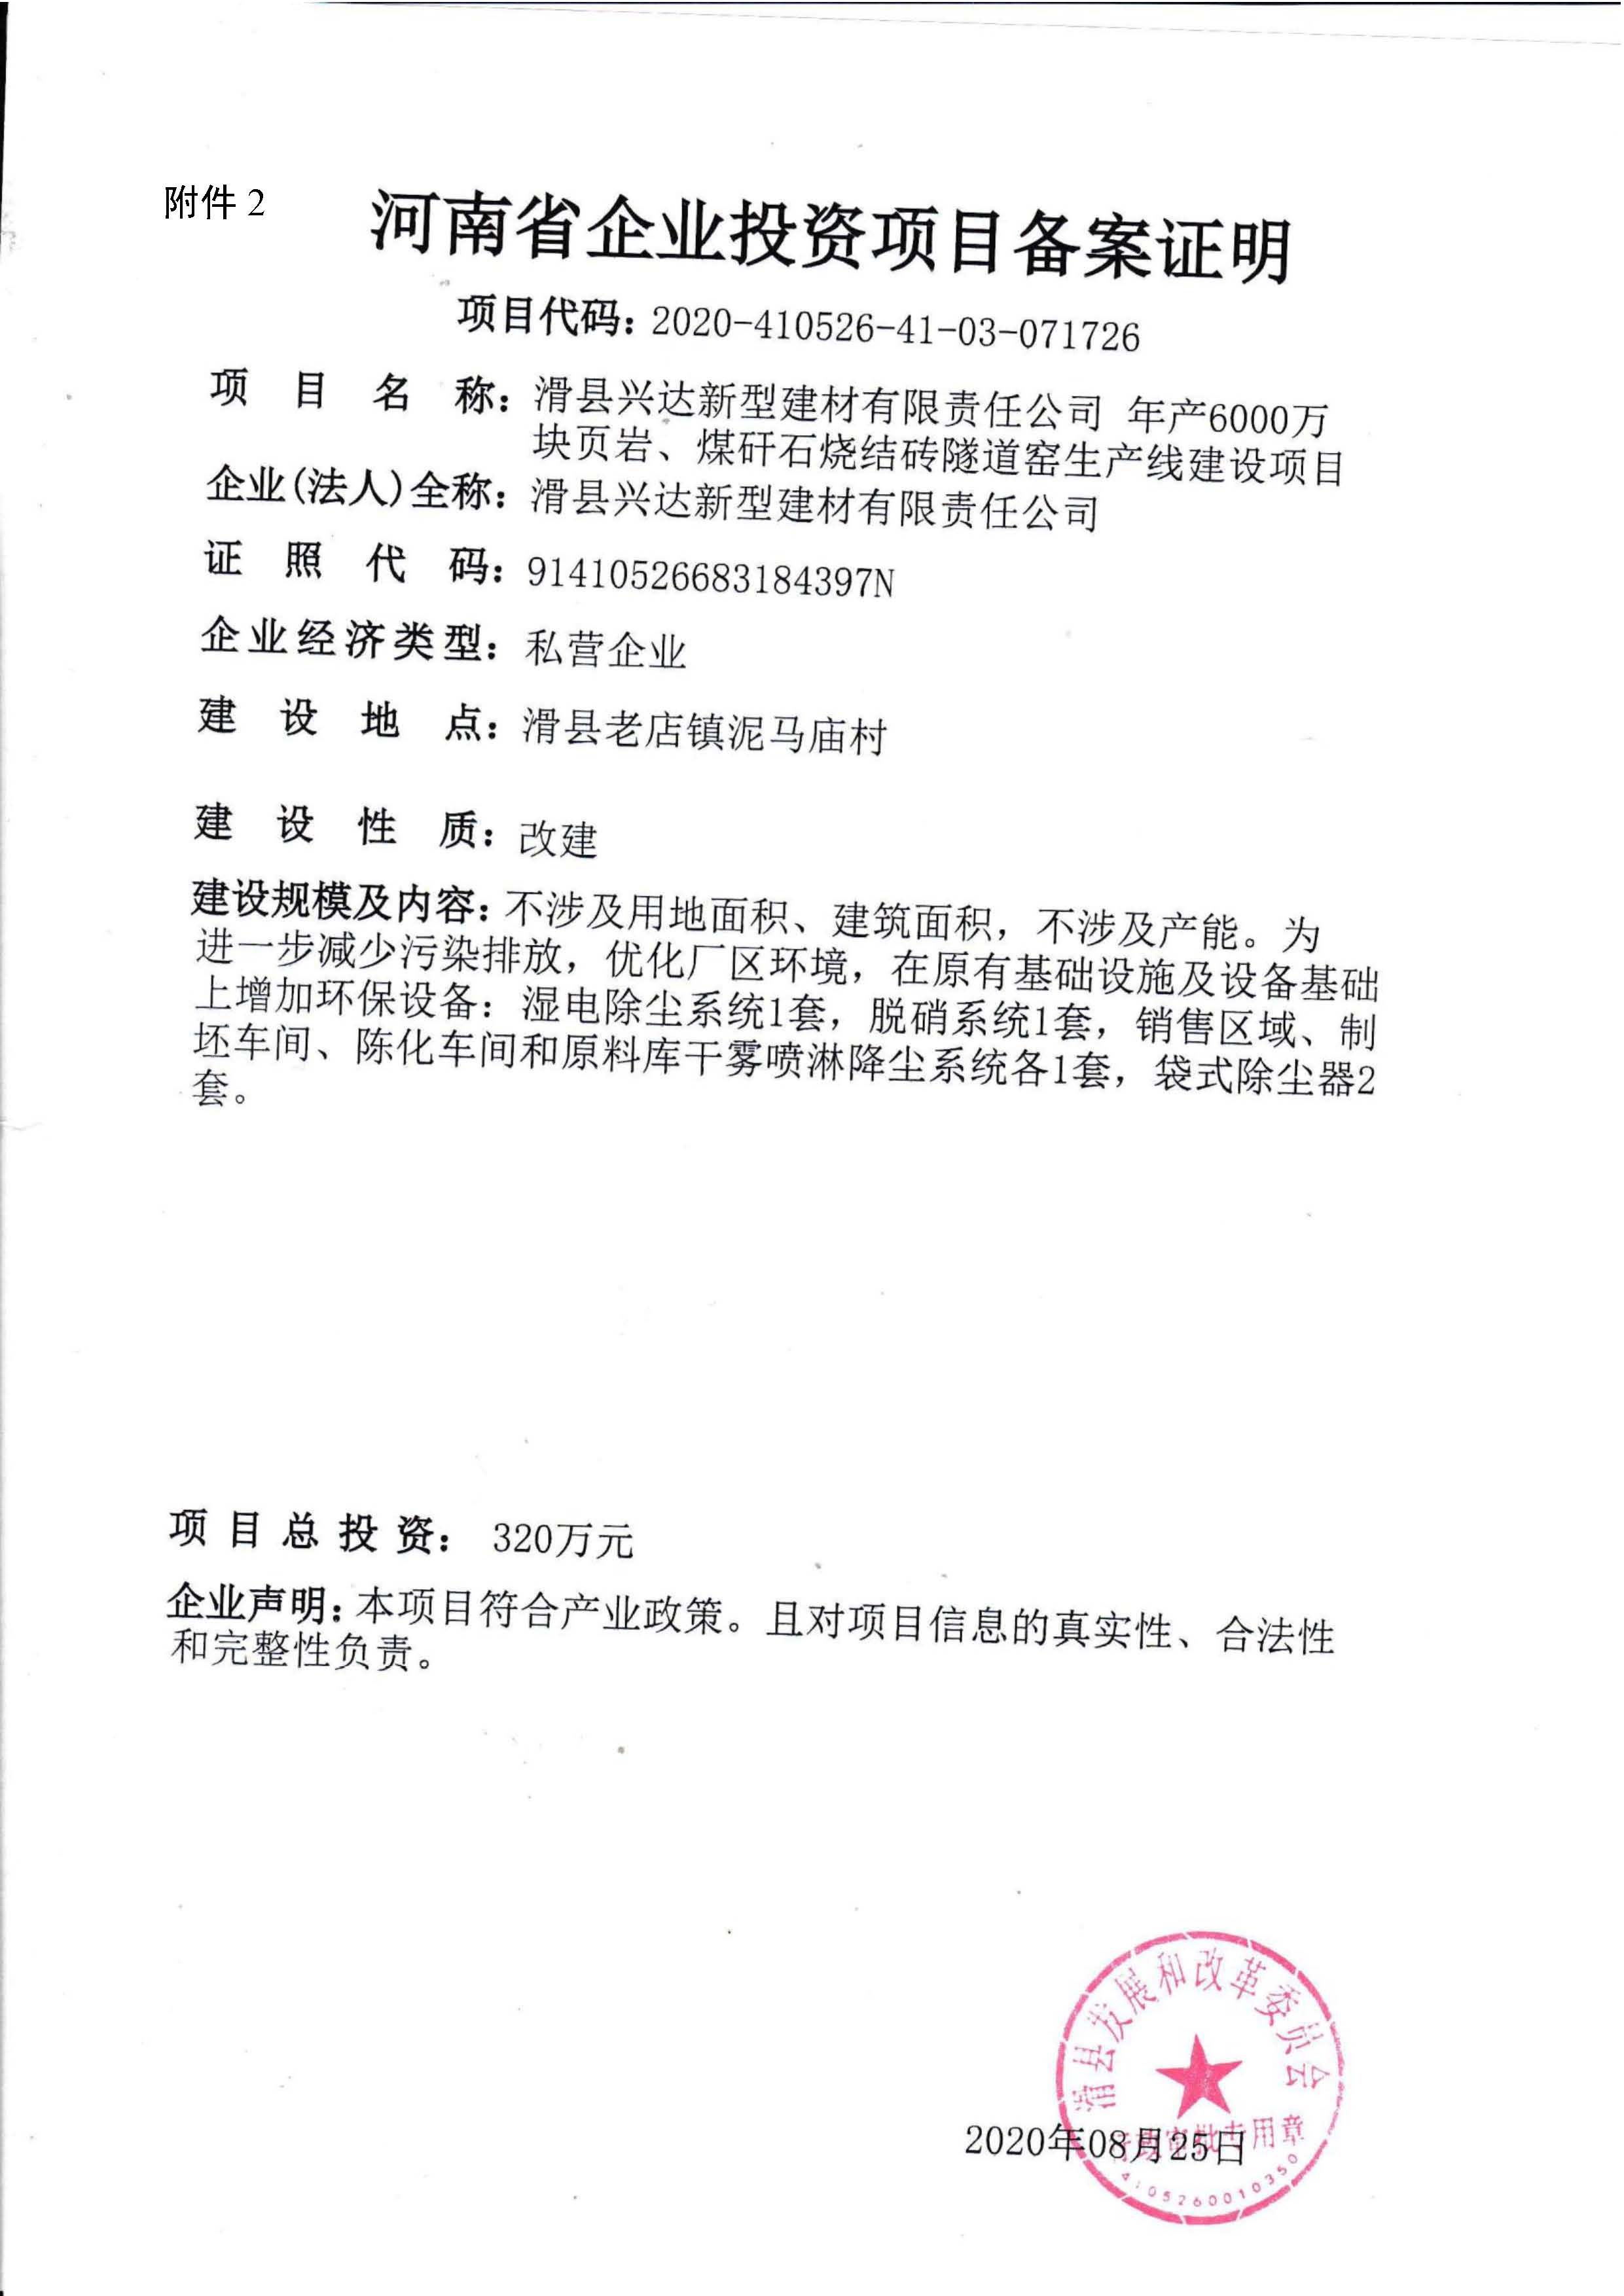 附件 2
河南省企业投资项目备案证明
项目代码：2020-410526-41-03-071726
项目名称：滑县兴达新型建材有限责任公司 年产6000万
块页岩、煤矸石烧结砖隧道窑生产线建设项目
企业(法人)全称：滑县兴达新型建材有限责任公司
证照代码：91410526683184397N
企业经济类型：私营企业
建设地点：滑县老店镇泥马庙村
建设性质：改建
建设规模及内容：不涉及用地面积、建筑面积，不涉及产能。为
进一步减少污染排放，优化厂区环境，在原有基础设施及设备基础
上增加环保设备：湿电除尘系统1套，脱硝系统1套，销售区域、制
坯车间、陈化车间和原料库干雾喷淋降尘系统各1套，袋式除尘器2
套。
项目总投资：320万元
企业声明：本项目符合产业政策。且对项目信息的真实性、合法性
和完整性负责。
滑县发展和改革委员会
行政审批专用章
2020年08月25日
4105260010350